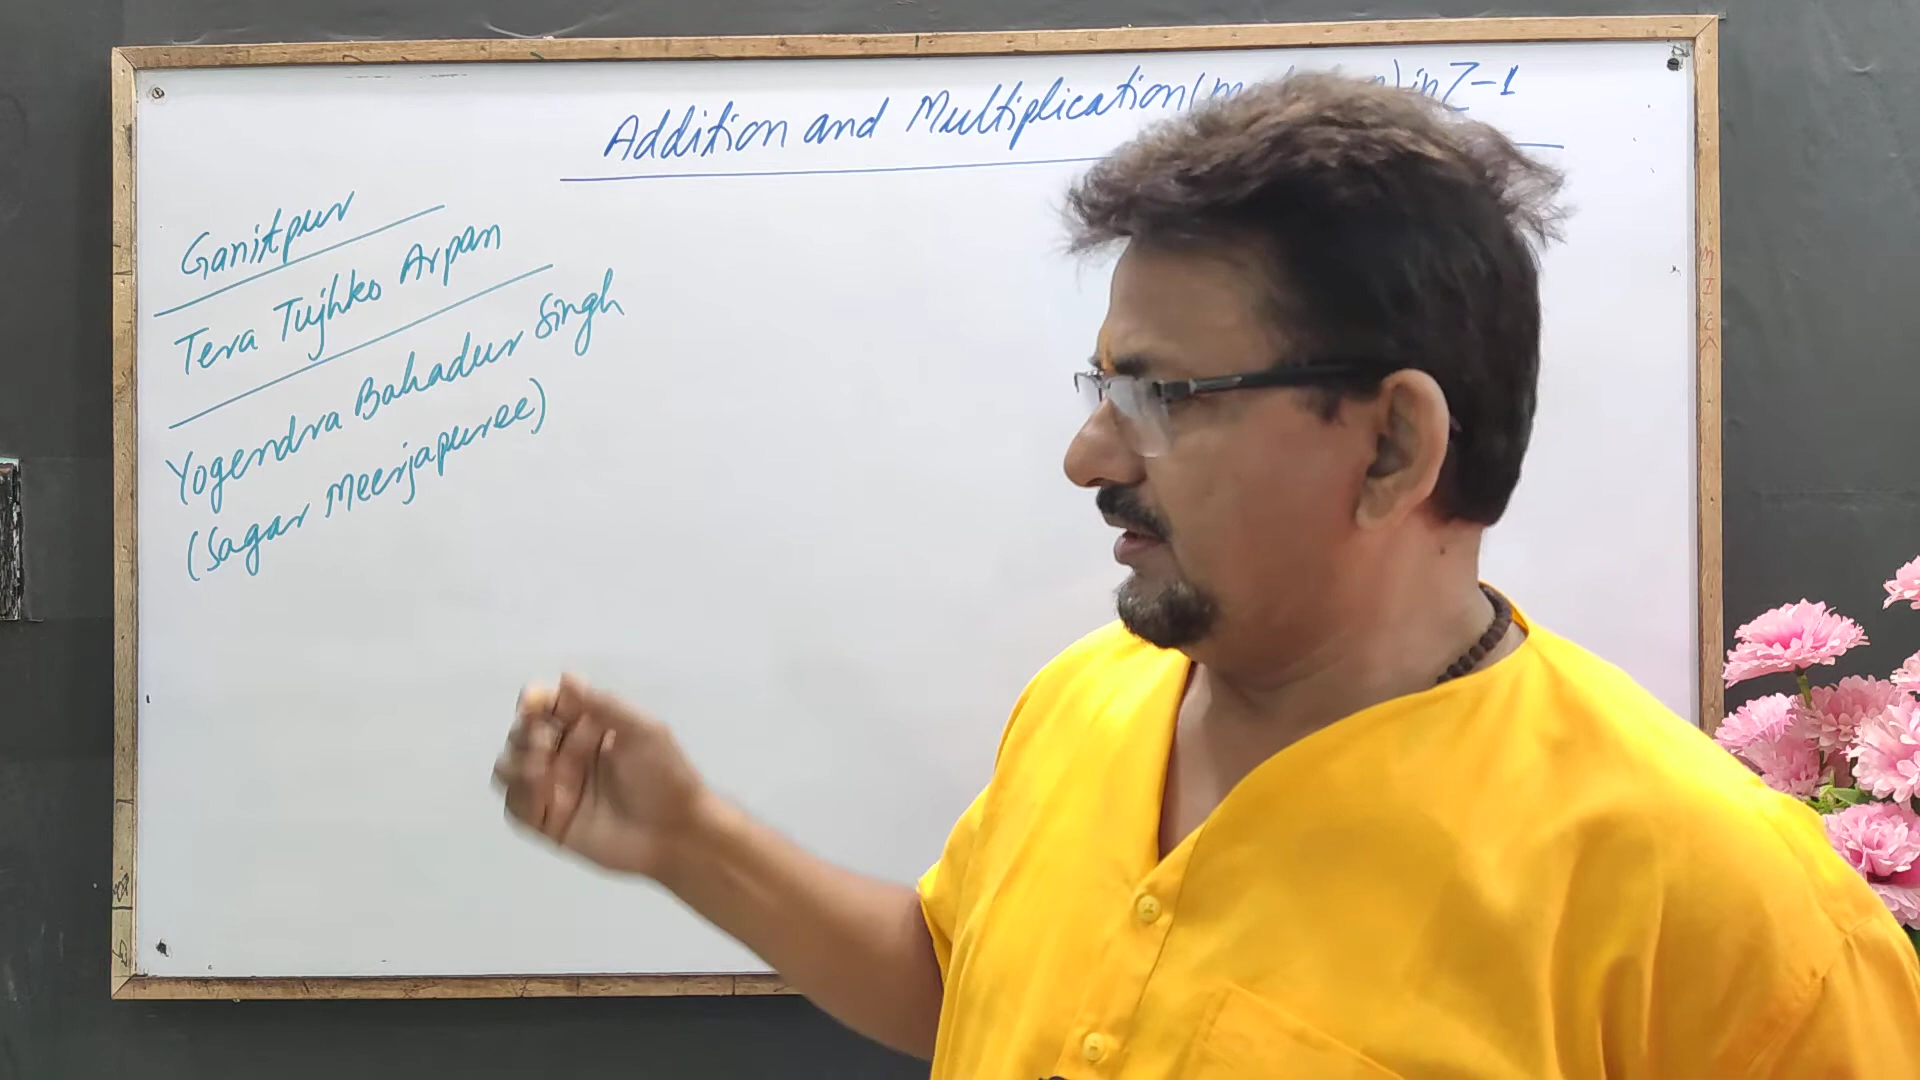 Addition and Multiplication in Z-1
Ganitpur
Tera Tujhko Arpan
Yogendra Bahadur Singh
(Sagar Meerjapuree)